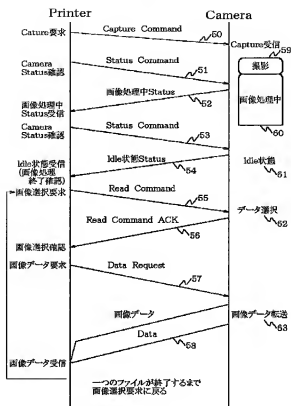 Printer
Camera
Cature要求
Capture Command
50
Capture受信
59
Camera
Status確認
Status Command
51
撮影
画像処理中
Status受信
画像処理中Status
52
画像処理中
60
Camera
Status確認
Status Command
53
Idle状態受信
(画像処理
終了確認)
Idle状態Status
54
Idle状態
61
画像選択要求
Read Command
55
データ選択
62
画像選択確認
Read Command ACK
56
画像データ要求
Data Request
57
画像データ
画像データ転送
63
Data
58
画像データ受信
一つのファイルが終了するまで
画像選択要求に戻る